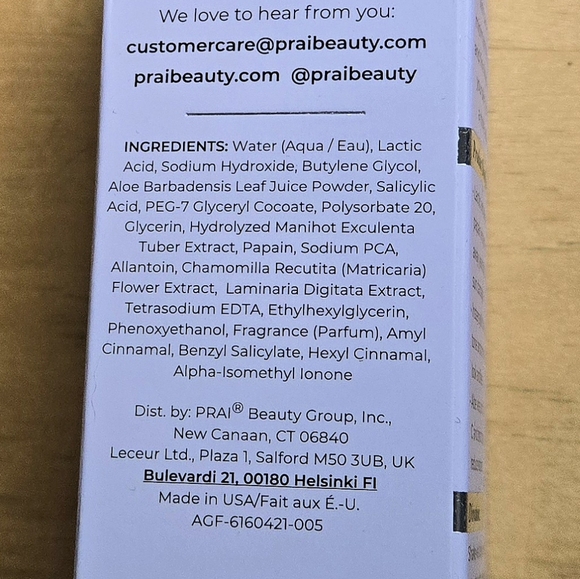 We love to hear from you:
customercare@praibeauty.com
praibeauty.com @praibeauty
INGREDIENTS: Water (Aqua / Eau), Lactic
Acid, Sodium Hydroxide, Butylene Glycol,
Aloe Barbadensis Leaf Juice Powder, Salicylic
Acid, PEG-7 Glyceryl Cocoate, Polysorbate 20,
Glycerin, Hydrolyzed Manihot Exculenta
Tuber Extract, Papain, Sodium PCA,
Allantoin, Chamomilla Recutita (Matricaria)
Flower Extract, Laminaria Digitata Extract,
Tetrasodium EDTA, Ethylhexylglycerin,
Phenoxyethanol, Fragrance (Parfum), Amyl
Cinnamal, Benzyl Salicylate, Hexyl Cinnamal,
Alpha-Isomethyl Ionone
Dist. by: PRAI® Beauty Group, Inc.,
New Canaan, CT 06840
Leceur Ltd., Plaza 1, Salford M50 3UB, UK
Bulevardi 21, 00180 Helsinki FI
Made in USA/Fait aux É.-U.
AGF-6160421-005